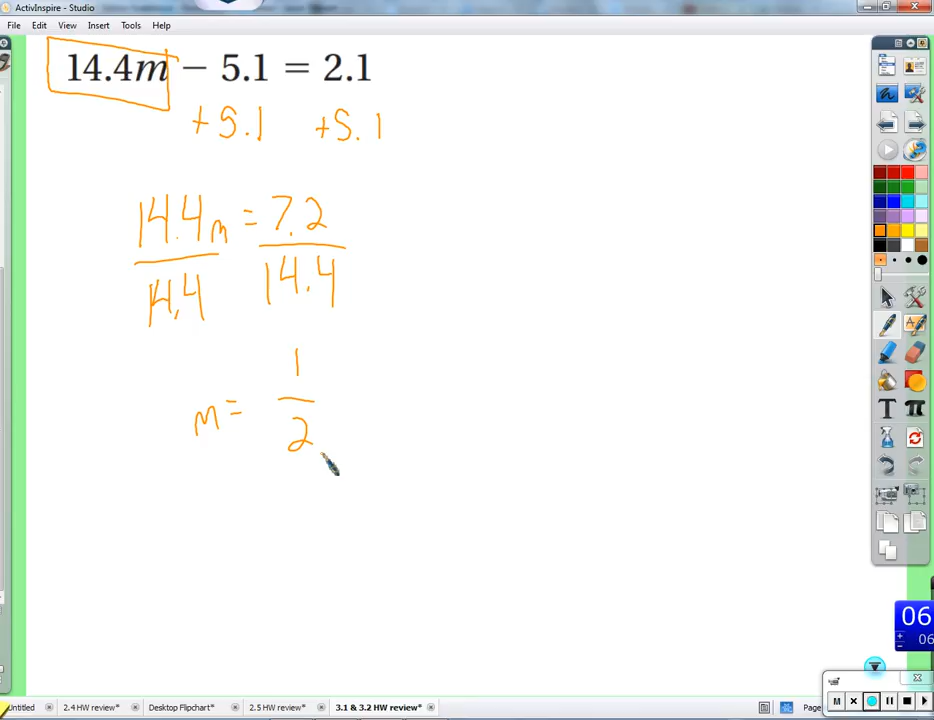 ActivInspire - Studio
File Edit View Insert Tools Help
14.4m − 5.1 = 2.1
+5.1 +5.1
14.4m = 7.2
14.4 14.4
m = 1/2
06
06
M
Untitled 2.4 HW review* Desktop Flipchart* 2.5 HW review* 3.1 & 3.2 HW review* Page